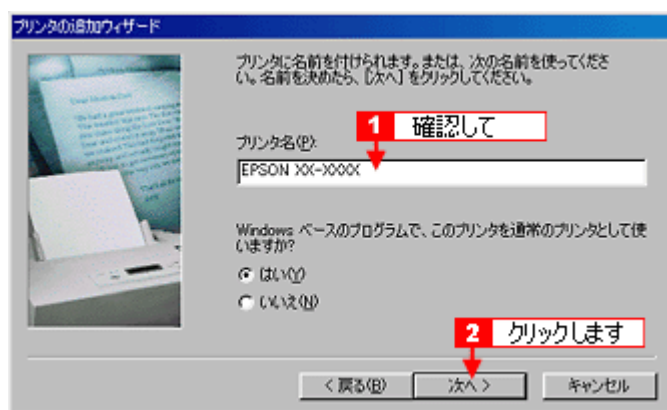 プリンタの追加ウィザード
プリンタに名前を付けられます。または、次の名前を使ってくださ
い。名前を決めたら、[次へ] をクリックしてください。
1 確認して
プリンタ名(P):
EPSON XX-XXXX
Windows ベースのプログラムで、このプリンタを通常のプリンタとして使
いますか?
はい(Y)
いいえ(N)
2 クリックします
< 戻る(B) 次へ > キャンセル